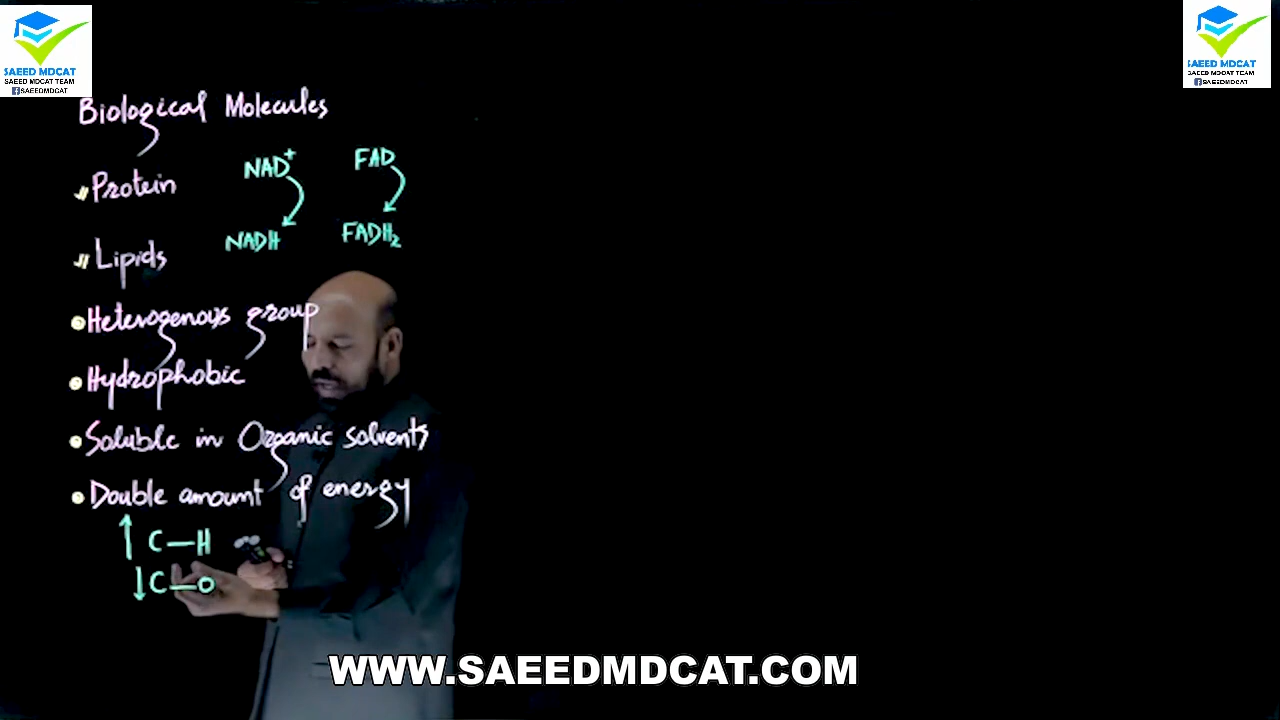 SAEED MDCAT
SAEED MDCAT TEAM
SAEEDMDCAT
SAEED MDCAT
SAEED MDCAT TEAM
SAEEDMDCAT
Biological Molecules
NAD+ FAD
Protein
NADH FADH2
Lipids
Heterogenous group
Hydrophobic
Soluble in Organic solvents
Double amount of energy
↑ C—H
↓ C—O
WWW.SAEEDMDCAT.COM